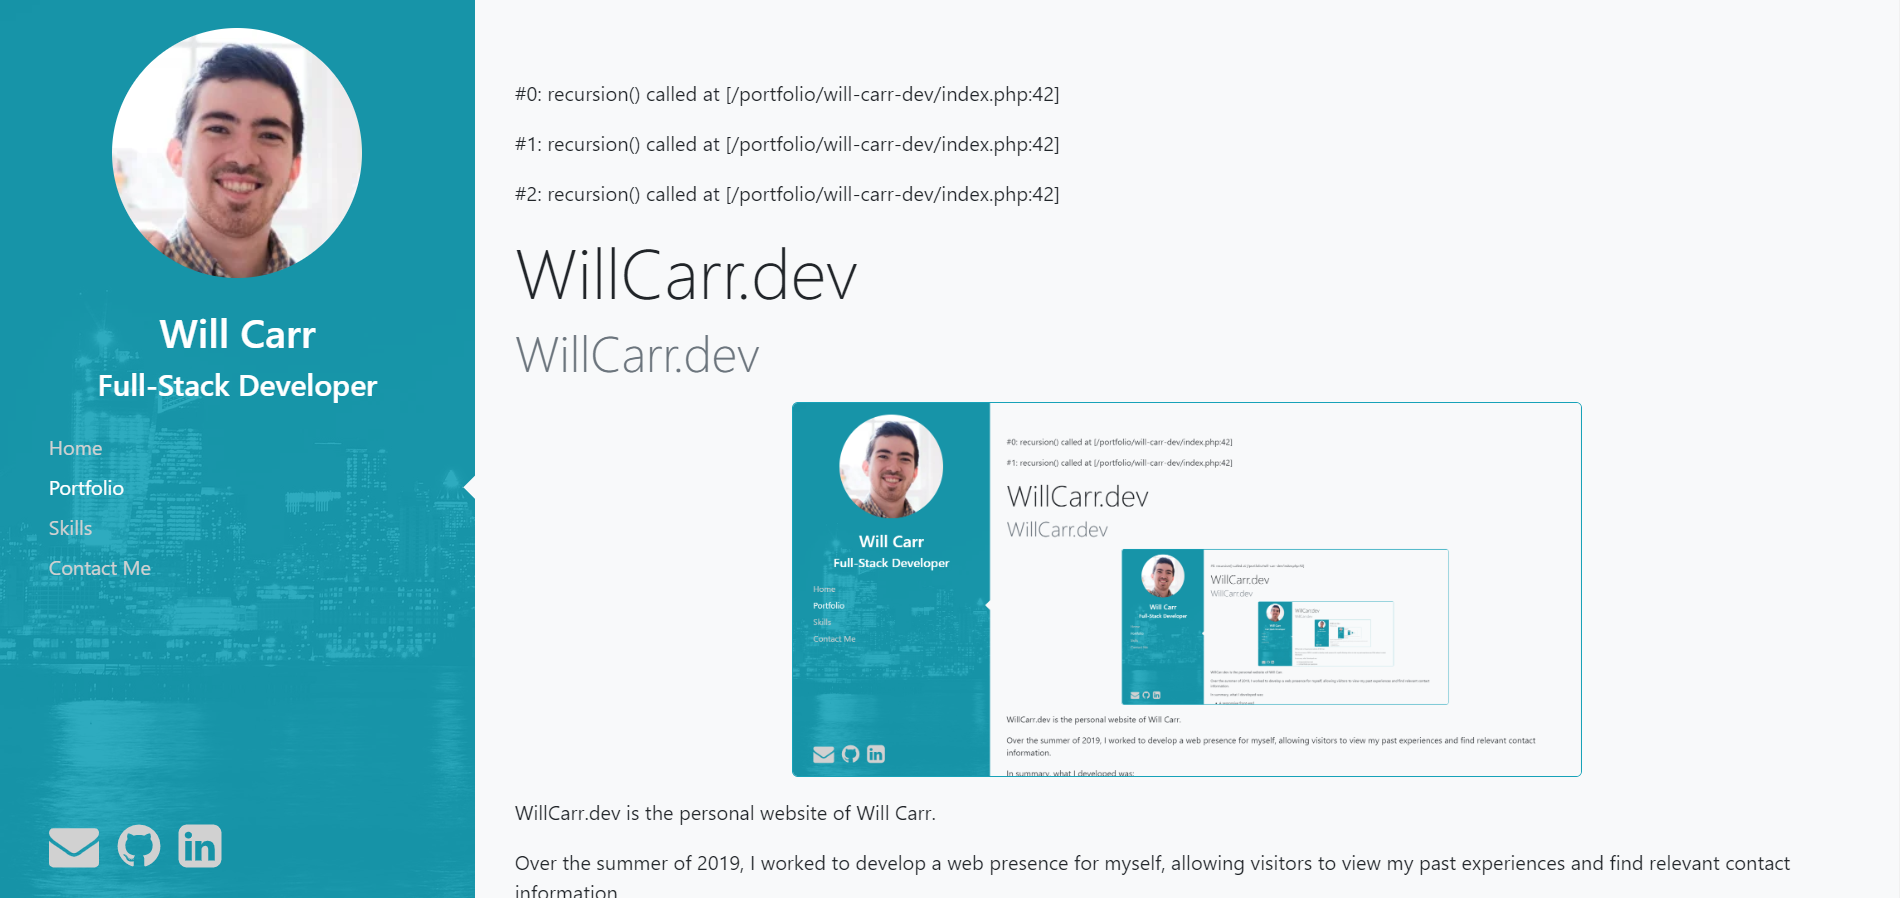 Will Carr
Full-Stack Developer
Home
Portfolio
Skills
Contact Me
in
#0: recursion() called at [/portfolio/will-carr-dev/index.php:42]
#1: recursion() called at [/portfolio/will-carr-dev/index.php:42]
#2: recursion() called at [/portfolio/will-carr-dev/index.php:42]
WillCarr.dev
WillCarr.dev
Will Carr
Full-Stack Developer
Home
Portfolio
Skills
Contact Me
in
#0: recursion() called at [/portfolio/will-carr-dev/index.php:42]
#1: recursion() called at [/portfolio/will-carr-dev/index.php:42]
WillCarr.dev
WillCarr.dev
Will Carr
Full-Stack Developer
WillCarr.dev
WillCarr.dev
WillCarr.dev is the personal website of Will Carr.
Over the summer of 2019, I worked to develop a web presence for myself, allowing visitors to view my past experiences and find relevant contact
information.
In summary, what I developed was:
WillCarr.dev is the personal website of Will Carr.
Over the summer of 2019, I worked to develop a web presence for myself, allowing visitors to view my past experiences and find relevant contact
information.